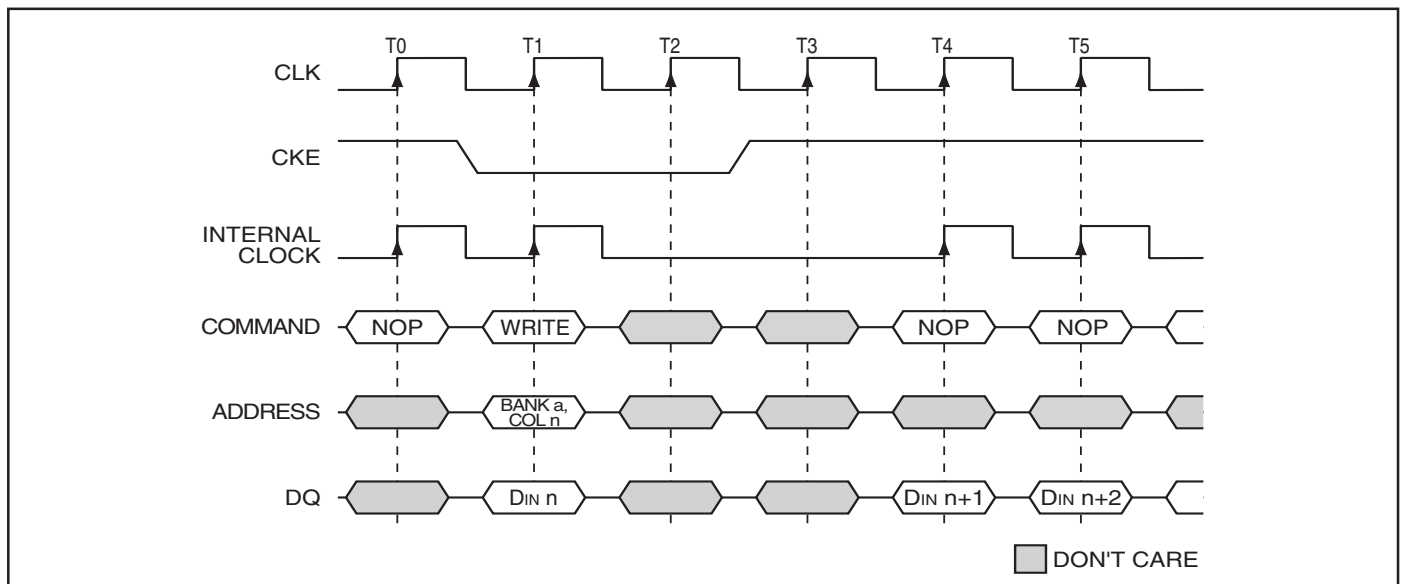 T0 T1 T2 T3 T4 T5
CLK
CKE
INTERNAL
CLOCK
COMMAND NOP WRITE NOP NOP
ADDRESS BANK a,
COL n
DQ DIN n DIN n+1 DIN n+2
DON'T CARE